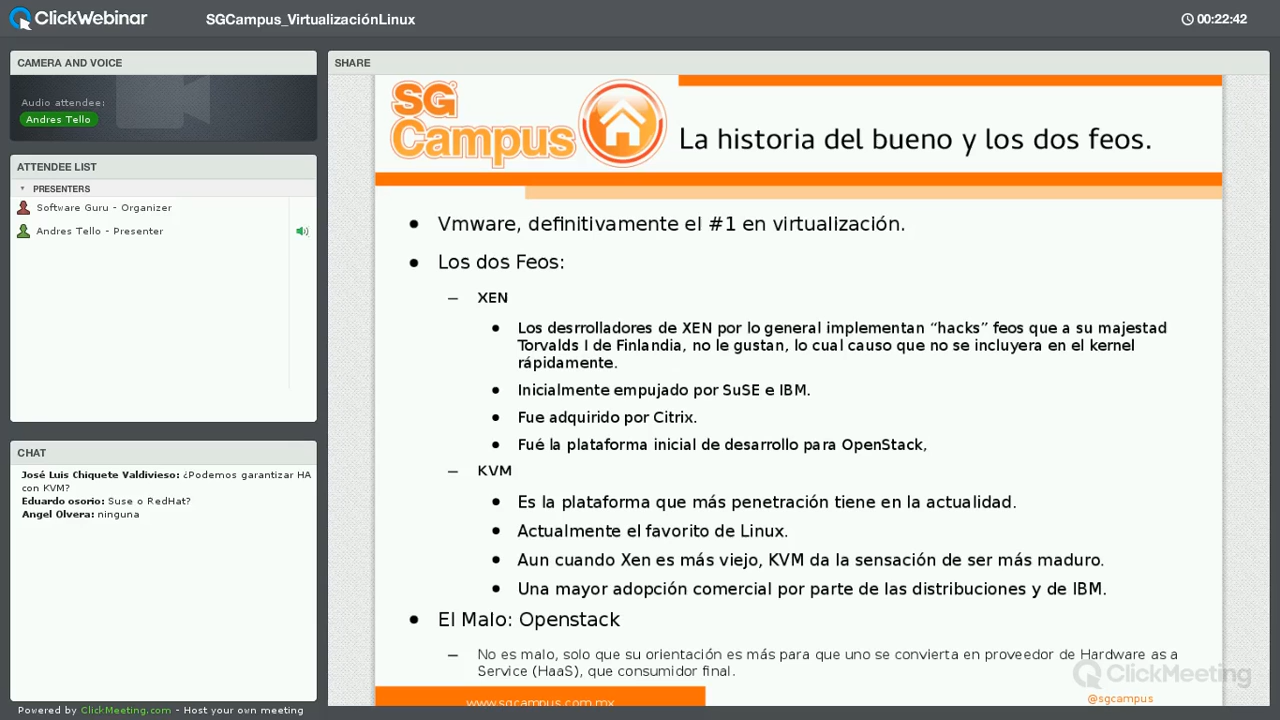 ClickWebinar
SGCampus_VirtualizaciónLinux
00:22:42
CAMERA AND VOICE
Audio attendee:
Andres Tello
ATTENDEE LIST
PRESENTERS
Software Guru - Organizer
Andres Tello - Presenter
CHAT
José Luis Chiquete Valdivieso: ¿Podemos garantizar HA
con KVM?
Eduardo osorio: Suse o RedHat?
Angel Olvera: ninguna
Powered by ClickMeeting.com - Host your own meeting
SHARE
SG
Campus
La historia del bueno y los dos feos.
Vmware, definitivamente el #1 en virtualización.
Los dos Feos:
– XEN
Los desrrolladores de XEN por lo general implementan “hacks” feos que a su majestad
Torvalds I de Finlandia, no le gustan, lo cual causo que no se incluyera en el kernel
rápidamente.
Inicialmente empujado por SuSE e IBM.
Fue adquirido por Citrix.
Fué la plataforma inicial de desarrollo para OpenStack,
– KVM
Es la plataforma que más penetración tiene en la actualidad.
Actualmente el favorito de Linux.
Aun cuando Xen es más viejo, KVM da la sensación de ser más maduro.
Una mayor adopción comercial por parte de las distribuciones y de IBM.
El Malo: Openstack
– No es malo, solo que su orientación es más para que uno se convierta en proveedor de Hardware as a
Service (HaaS), que consumidor final.
ClickMeeting
www.sgcampus.com.mx
@sgcampus